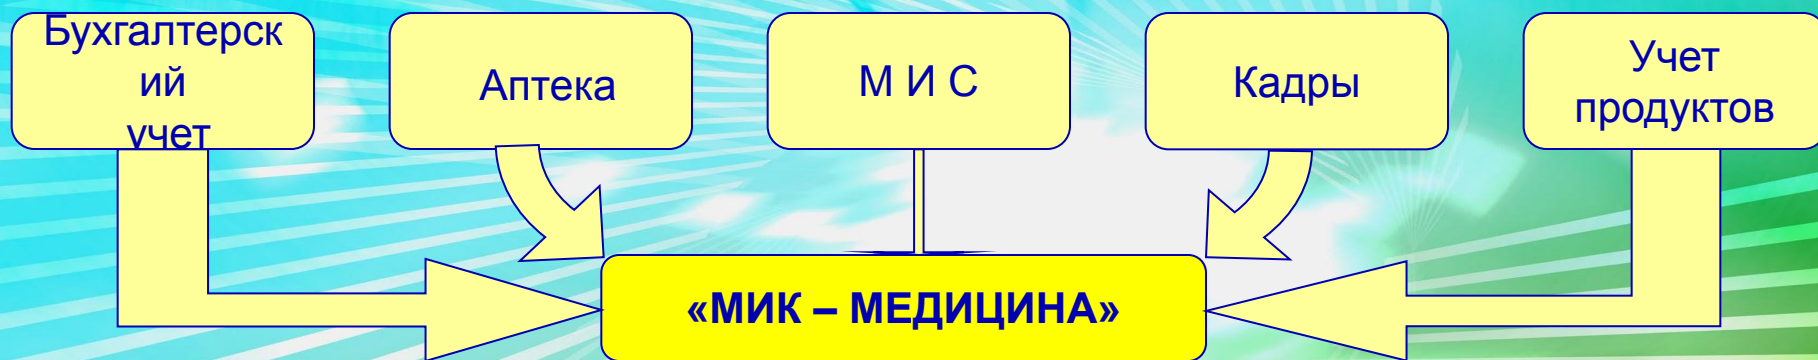 Бухгалтерск
ий
учет
Аптека
М И С
Кадры
Учет
продуктов
«МИК – МЕДИЦИНА»